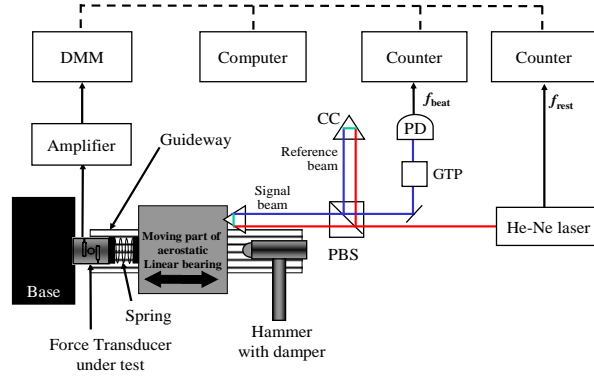 DMM
Computer
Counter
Counter
f_beat
f_rest
CC
PD
Guideway
Amplifier
Reference
beam
GTP
Signal
beam
He-Ne laser
PBS
Moving part of
aerostatic
Linear bearing
Base
Spring
Hammer
with damper
Force Transducer
under test